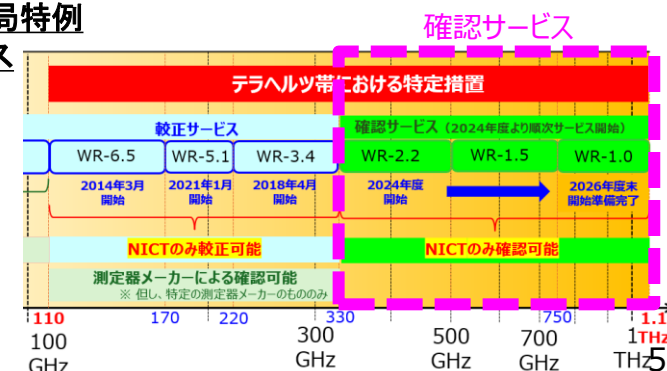 局特例
ス
確認サービス
テラヘルツ帯における特定措置
較正サービス
確認サービス（2024年度より順次サービス開始）
WR-6.5
WR-5.1
WR-3.4
WR-2.2
WR-1.5
WR-1.0
2014年3月
開始
2021年1月
開始
2018年4月
開始
2024年度
開始
2026年度末
開始準備完了
NICTのみ較正可能
NICTのみ確認可能
測定器メーカーによる確認可能
※ 但し、特定の測定器メーカーのもののみ
110
170
220
330
750
1.1
THz
100
GHz
300
GHz
500
GHz
700
GHz
1
THz
5